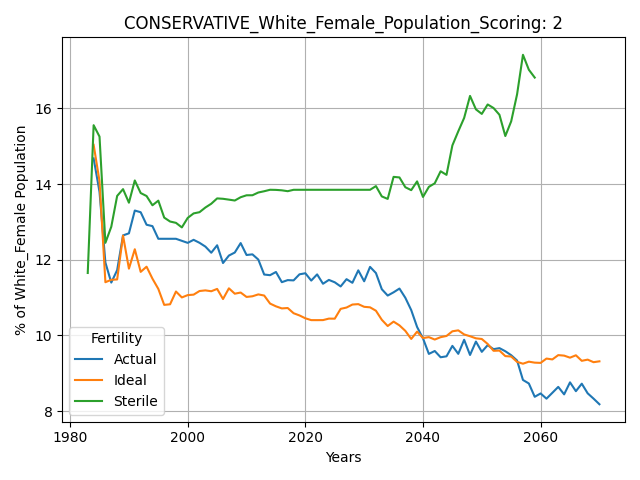 CONSERVATIVE_White_Female_Population_Scoring: 2
% of White_Female Population
16
14
12
10
8
Fertility
Actual
Ideal
Sterile
1980
2000
2020
2040
2060
Years